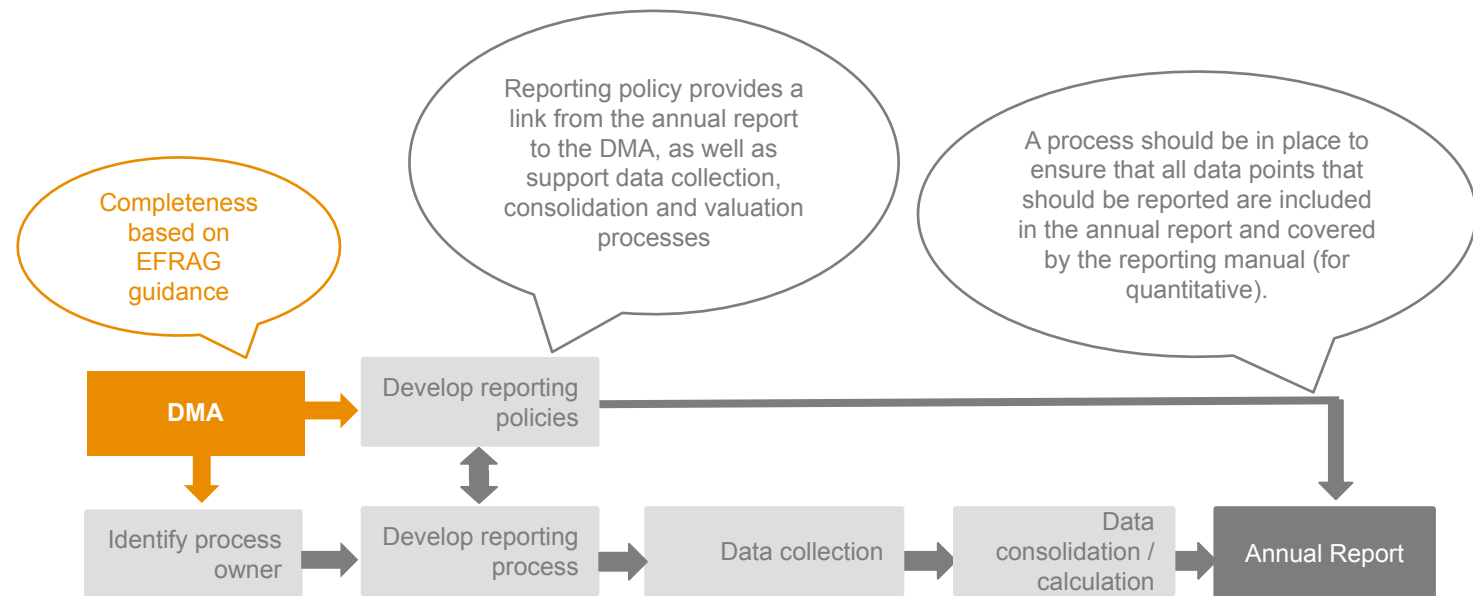 Reporting policy provides a
link from the annual report
to the DMA, as well as
support data collection,
consolidation and valuation
processes
A process should be in place to
ensure that all data points that
should be reported are included
in the annual report and covered
by the reporting manual (for
quantitative).
Completeness
based on
EFRAG
guidance
DMA
Develop reporting
policies
Identify process
owner
Develop reporting
process
Data collection
Data
consolidation /
calculation
Annual Report